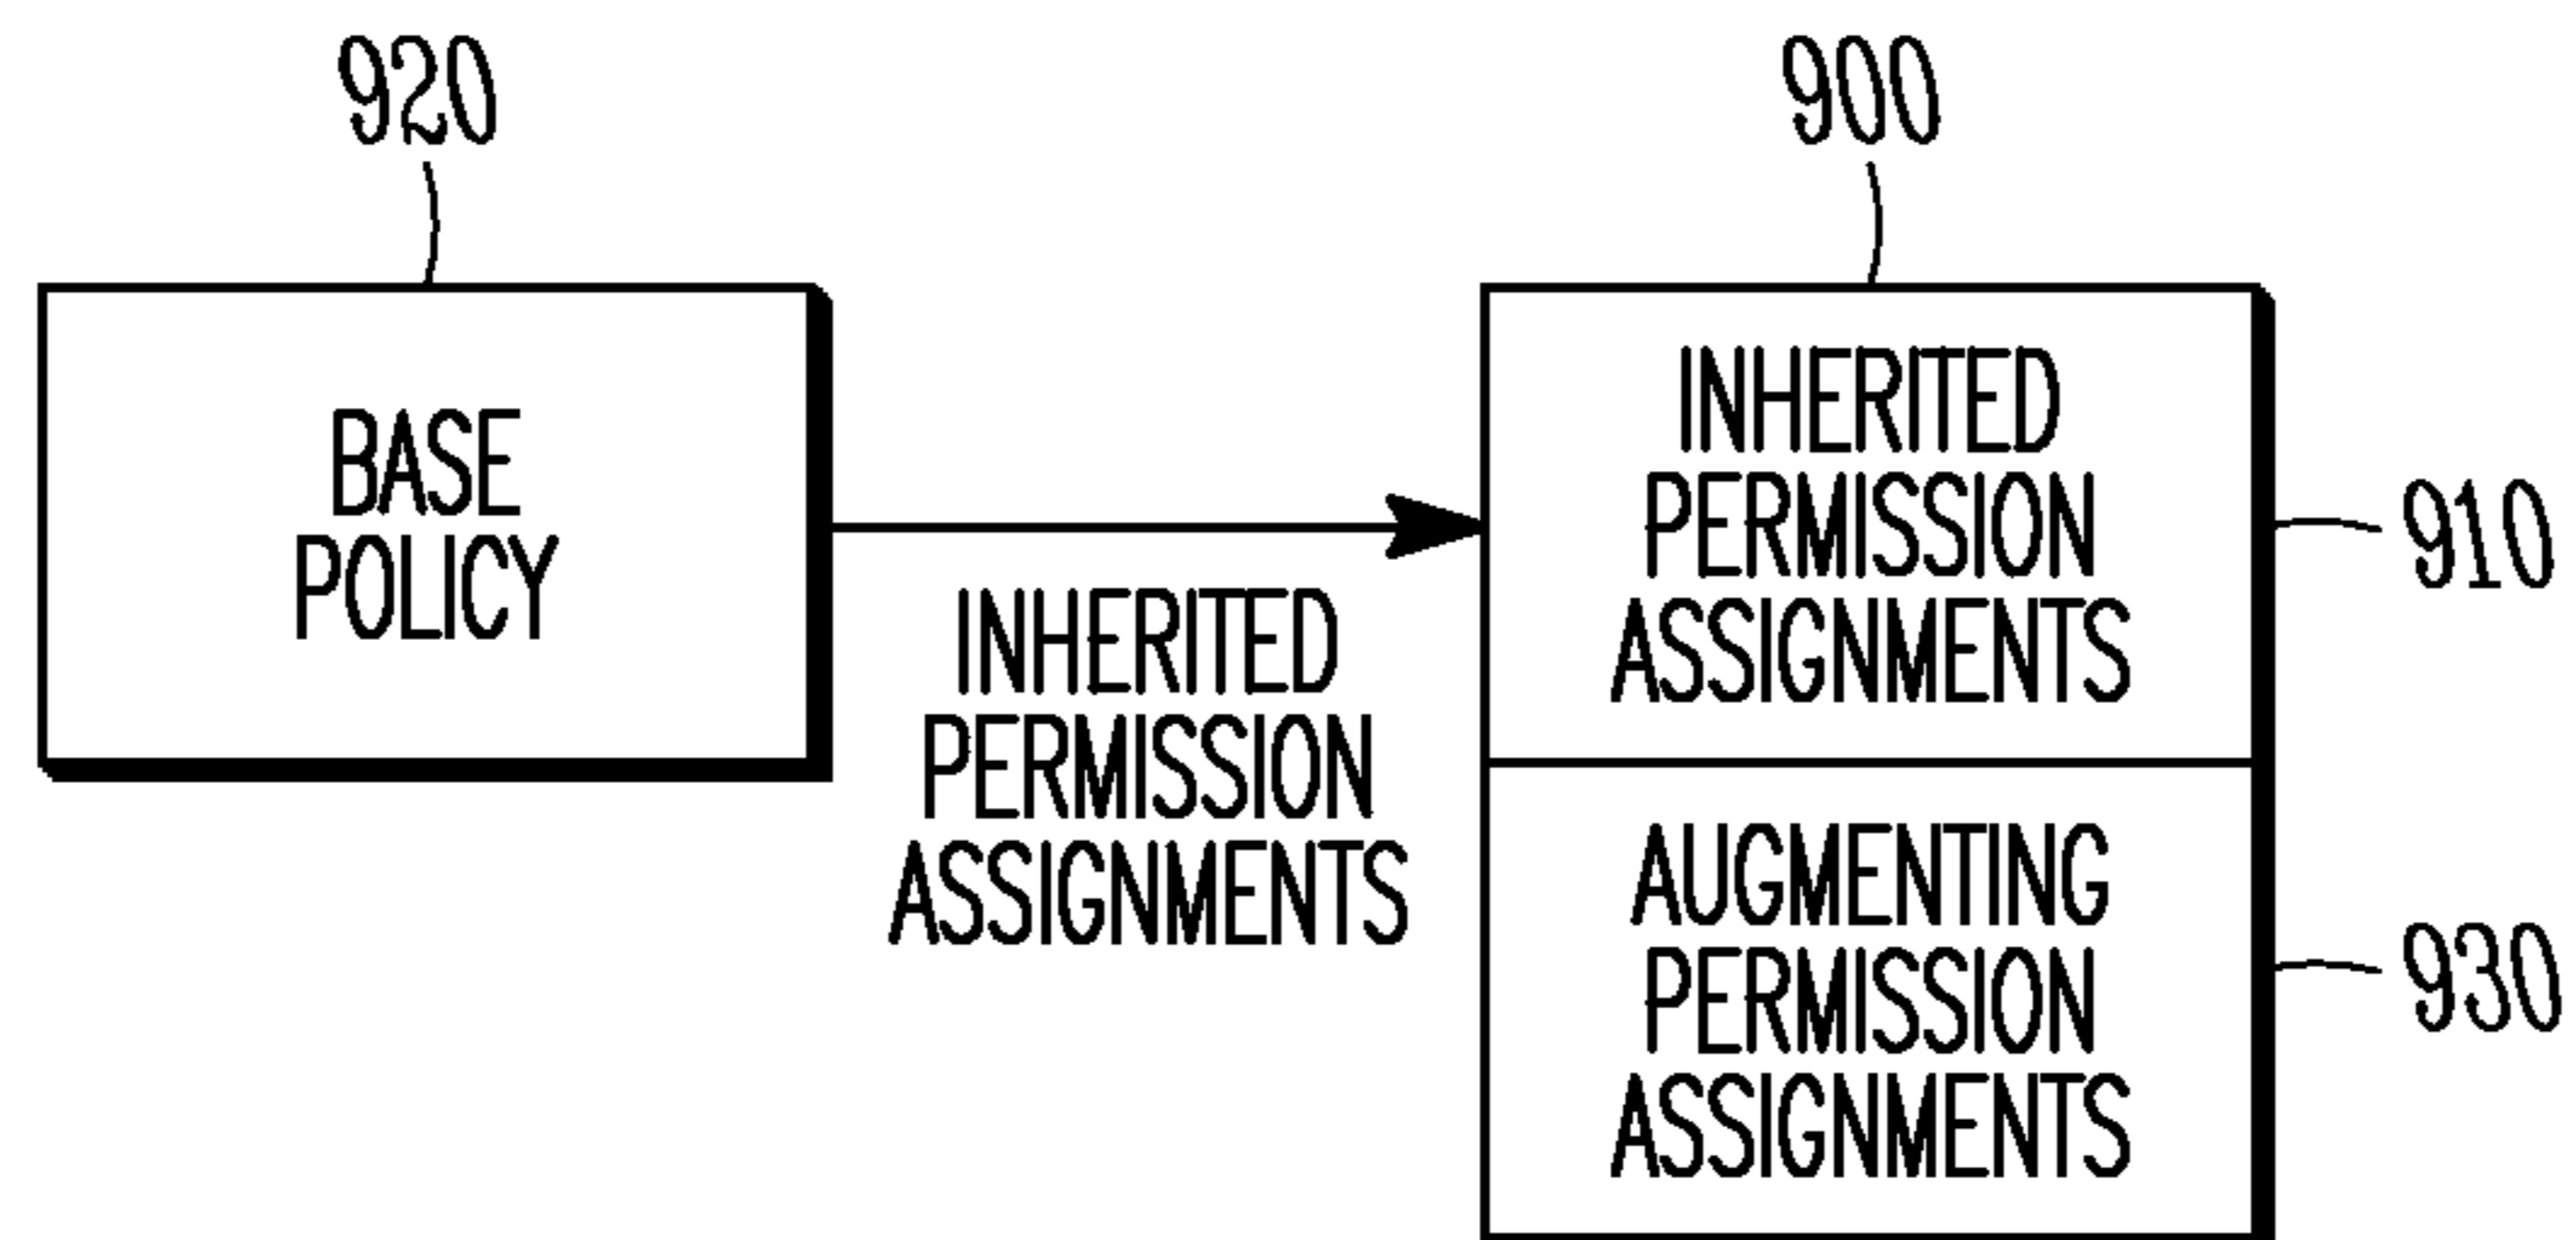 920
900
BASE
POLICY
INHERITED
PERMISSION
ASSIGNMENTS
INHERITED
PERMISSION
ASSIGNMENTS
910
AUGMENTING
PERMISSION
ASSIGNMENTS
930